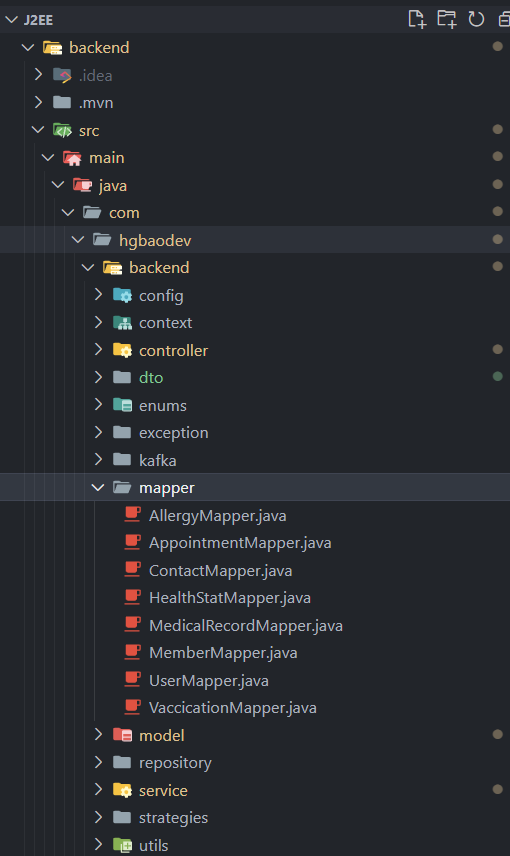 J2EE
backend
.idea
.mvn
src
main
java
com
hgbaodev
backend
config
context
controller
dto
enums
exception
kafka
mapper
AllergyMapper.java
AppointmentMapper.java
ContactMapper.java
HealthStatMapper.java
MedicalRecordMapper.java
MemberMapper.java
UserMapper.java
VaccicationMapper.java
model
repository
service
strategies
utils